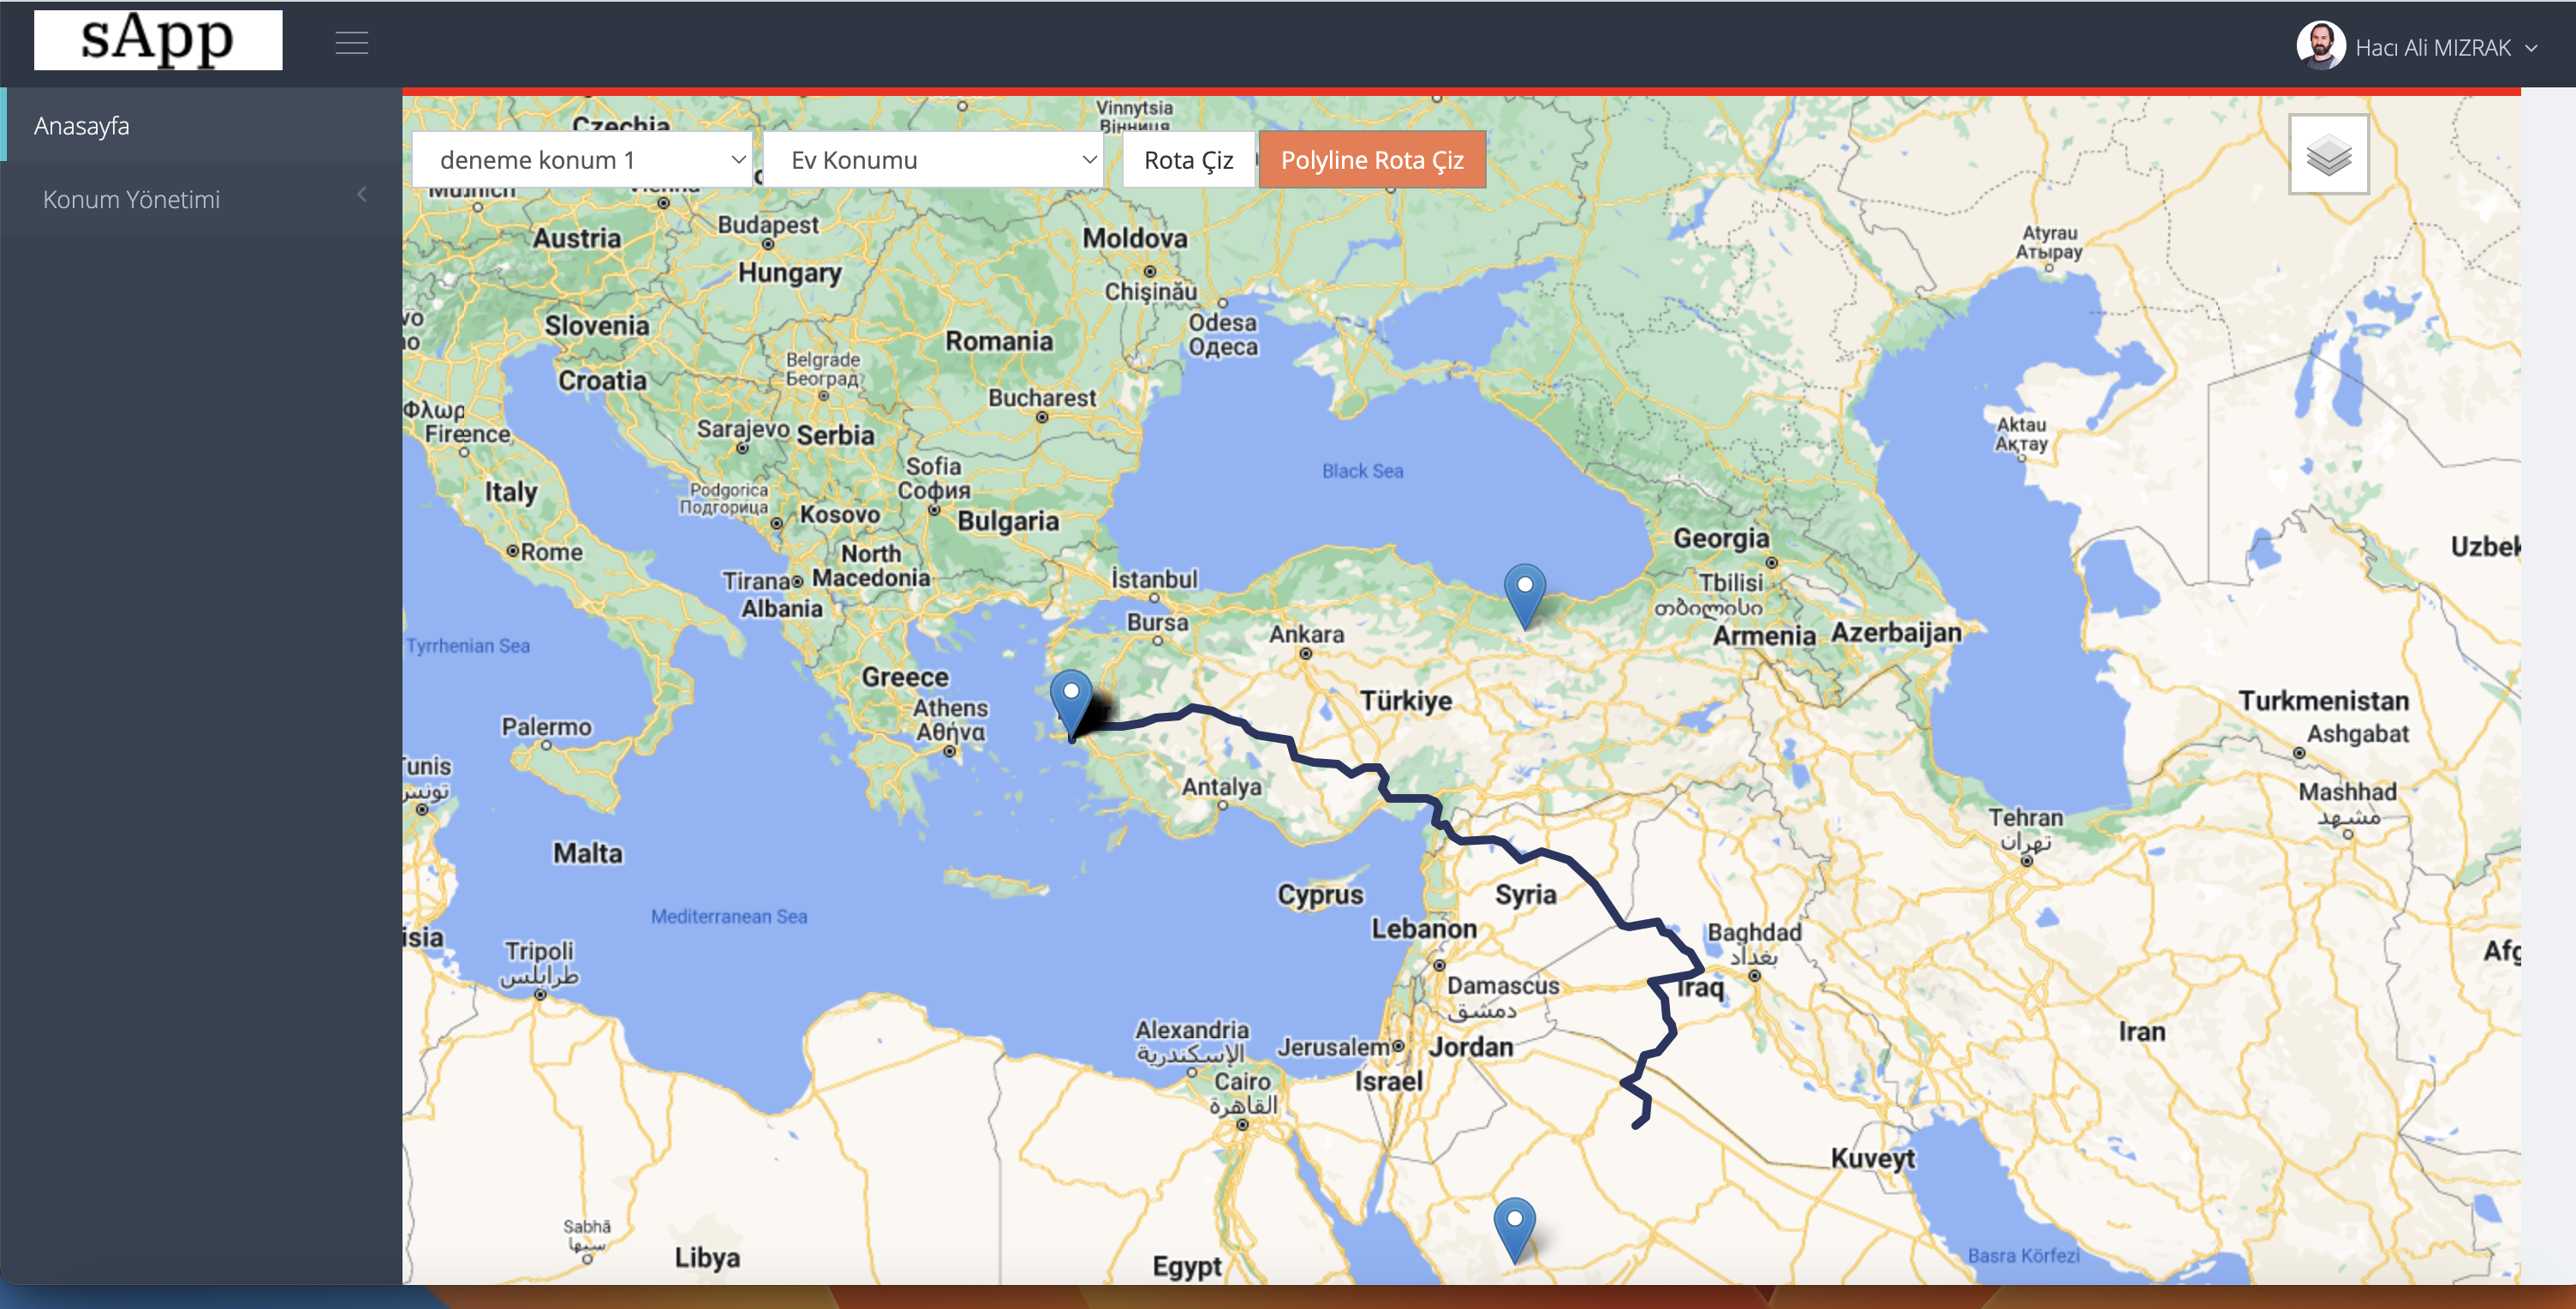 sApp
Hacı Ali MIZRAK
Anasayfa
Konum Yönetimi
deneme konum 1
Ev Konumu
Rota Çiz
Polyline Rota Çiz
Vinnytsia
Вінниця
Czechia
Munich
Vienna
Budapest
Austria
Hungary
Moldova
Chișinău
Atyrau
Атырау
Slovenia
Romania
Odesa
Одеса
Croatia
Belgrade
Београд
Bucharest
Φλωρ
Firence
Sarajevo
Serbia
Aktau
Ақтау
Sofia
София
Black Sea
Italy
Podgorica
Подгорица
Kosovo
Bulgaria
Georgia
Rome
North
Macedonia
Tirana
Albania
İstanbul
Tbilisi
თბილისი
Uzbek
Bursa
Ankara
Armenia
Azerbaijan
Tyrrhenian Sea
Greece
Türkiye
Turkmenistan
Athens
Αθήνα
Ashgabat
Palermo
Tunis
تونس
Antalya
Mashhad
مشهد
Tehran
تهران
Malta
Cyprus
Syria
Mediterranean Sea
Lebanon
Baghdad
بغداد
isia
Tripoli
طرابلس
Afg
Damascus
دمشق
Iraq
Alexandria
الإسكندرية
Jerusalem
Jordan
Iran
Cairo
القاهرة
Israel
Kuveyt
Sabhā
سبها
Libya
Egypt
Basra Körfezi